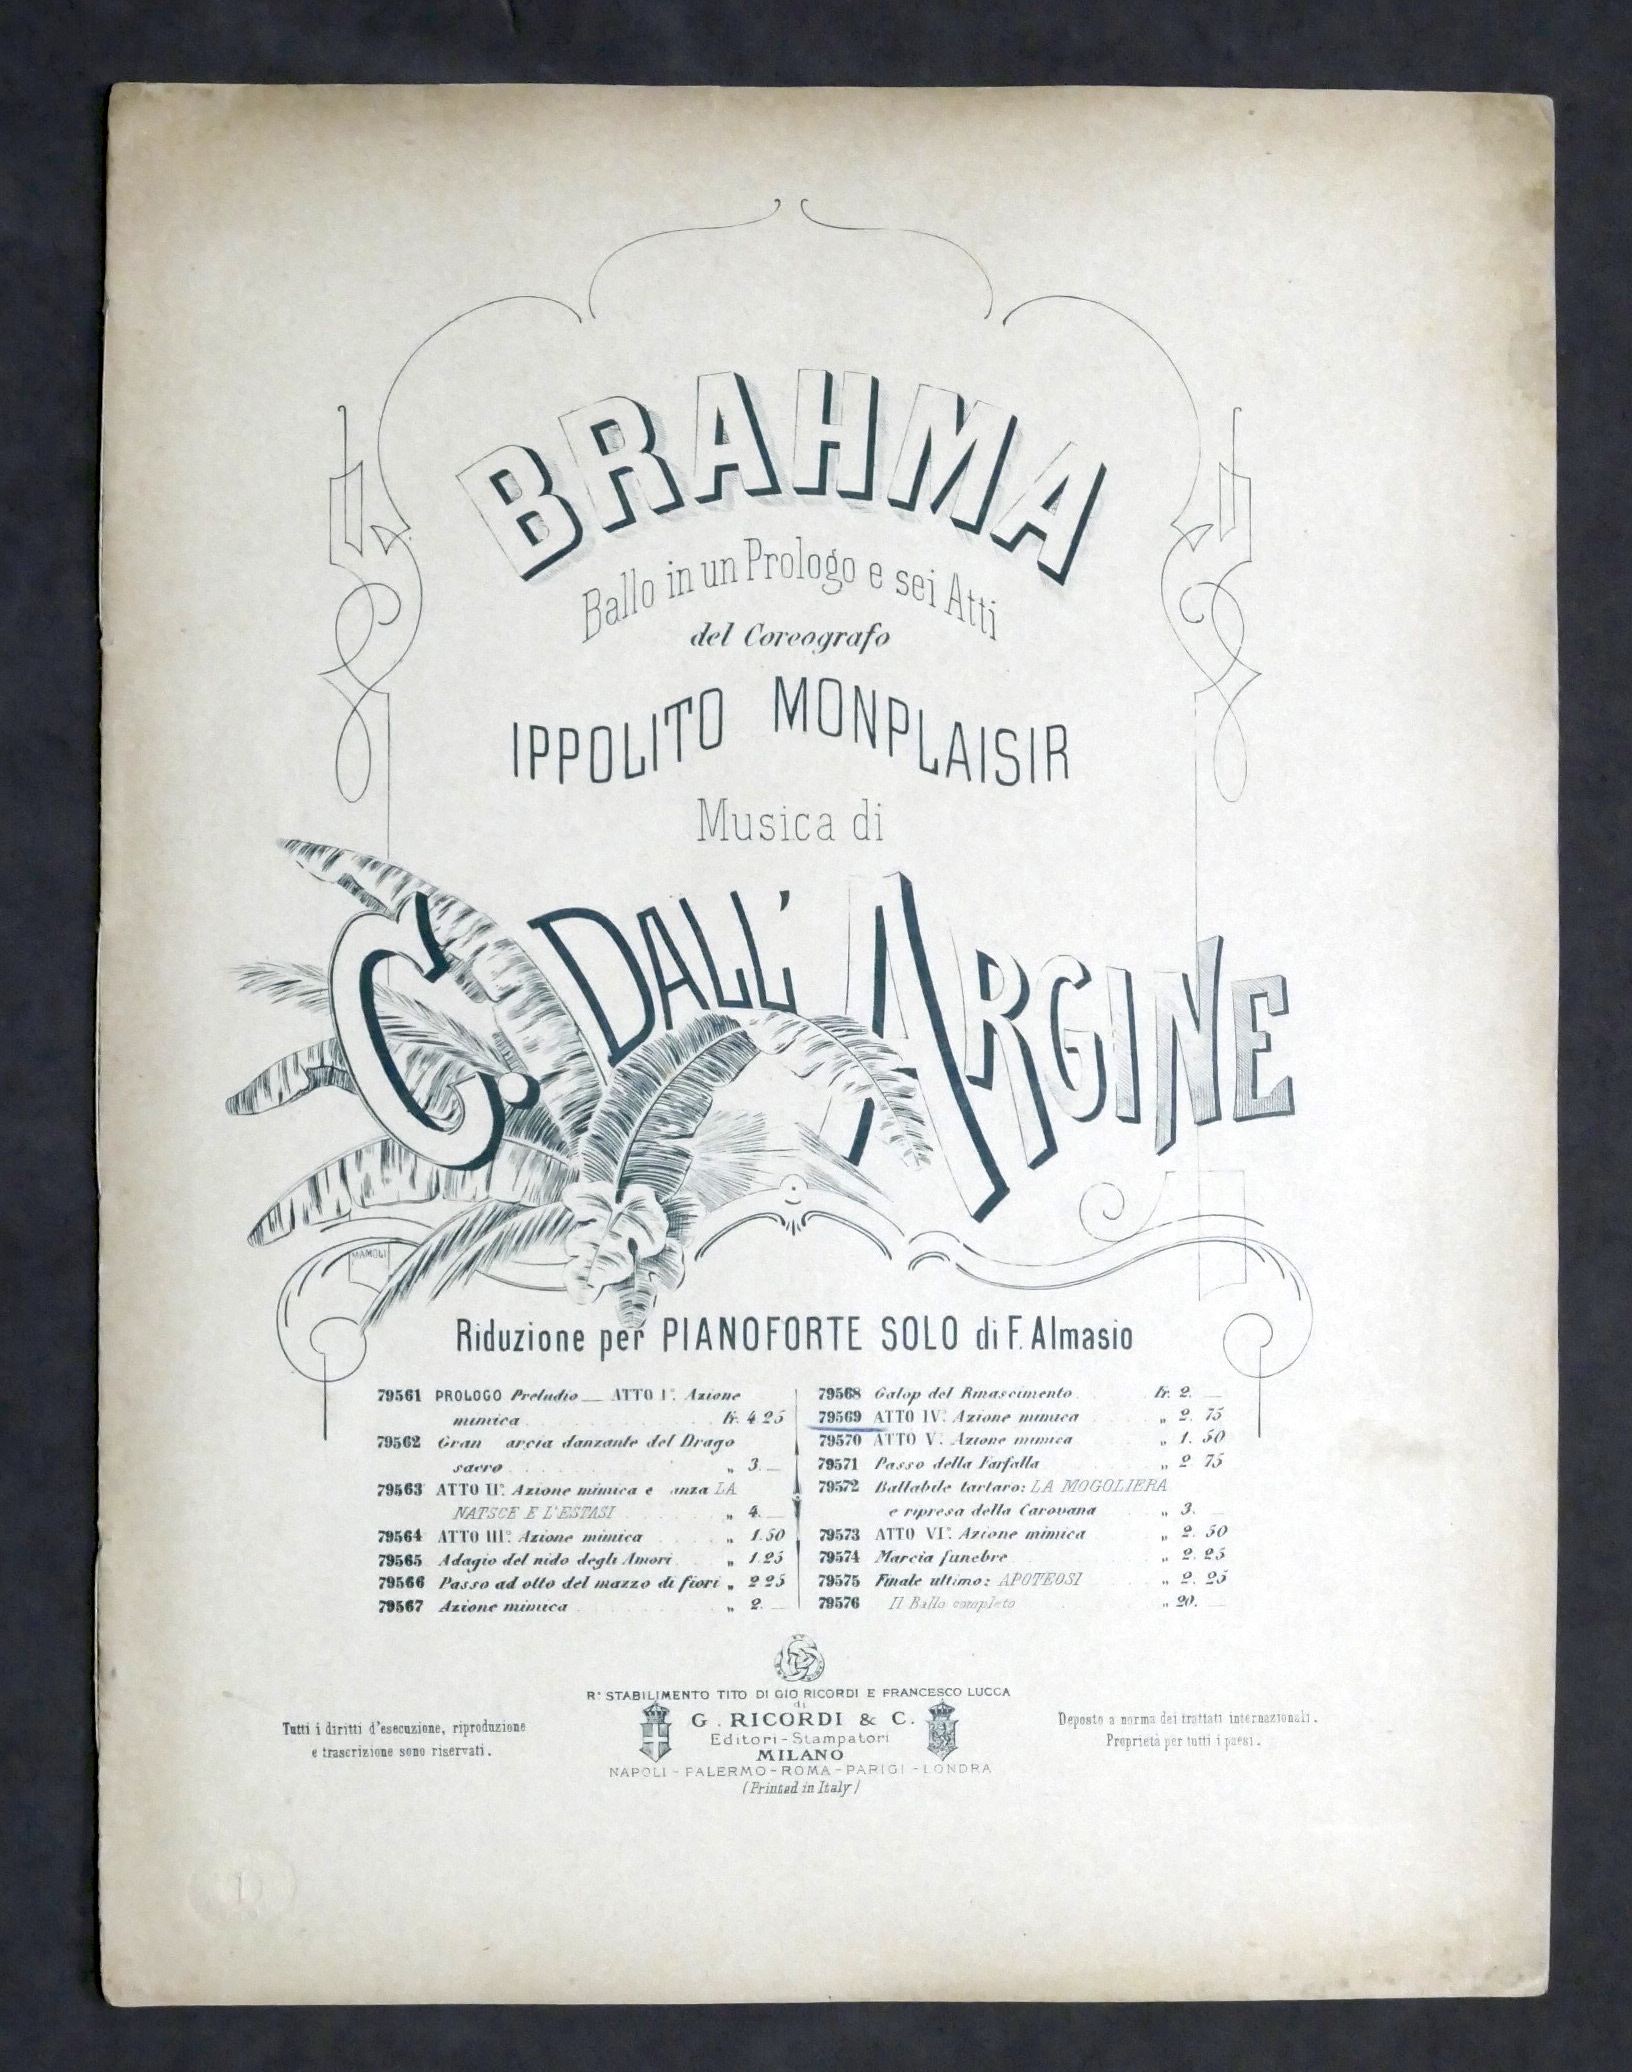 BRAHMA
Ballo in un Prologo e sei Atti
del Coreografo
IPPOLITO MONPLAISIR
Musica di
C. DALL' ARGINE
MAMOLI
Riduzione per PIANOFORTE SOLO di F. Almasio
79561 PROLOGO Preludio — ATTO I°. Azione
mimica Fr. 4.25
79562 Gran arcia danzante del Drago
sacro „ 3. —
79563 ATTO II°. Azione mimica e anza LA
NATSCE E L'ESTASI „ 4. —
79564 ATTO III°. Azione mimica „ 1.50
79565 Adagio del nido degli Amori „ 1.25
79566 Passo ad otto del mazzo di fiori „ 2 25
79567 Azione mimica „ 2. —
79568 Galop del Rinascimento Fr. 2. —
79569 ATTO IV°. Azione mimica „ 2. 75
79570 ATTO V°. Azione mimica „ 1. 50
79571 Passo della Farfalla „ 2 75
79572 Ballabile tartaro: LA MOGOLIERA
e ripresa della Carovana „ 3. —
79573 ATTO VI°. Azione mimica „ 2. 50
79574 Marcia funebre „ 2. 25
79575 Finale ultimo: APOTEOSI „ 2. 25
79576 Il Ballo completo „ 20. —
R° STABILIMENTO TITO DI GIO RICORDI E FRANCESCO LUCCA
di
G. RICORDI & C.
Editori-Stampatori
MILANO
NAPOLI - PALERMO - ROMA - PARIGI - LONDRA
(Printed in Italy)
Tutti i diritti d'esecuzione, riproduzione
e trascrizione sono riservati.
Deposto a norma dei trattati internazionali.
Proprietà per tutti i paesi.